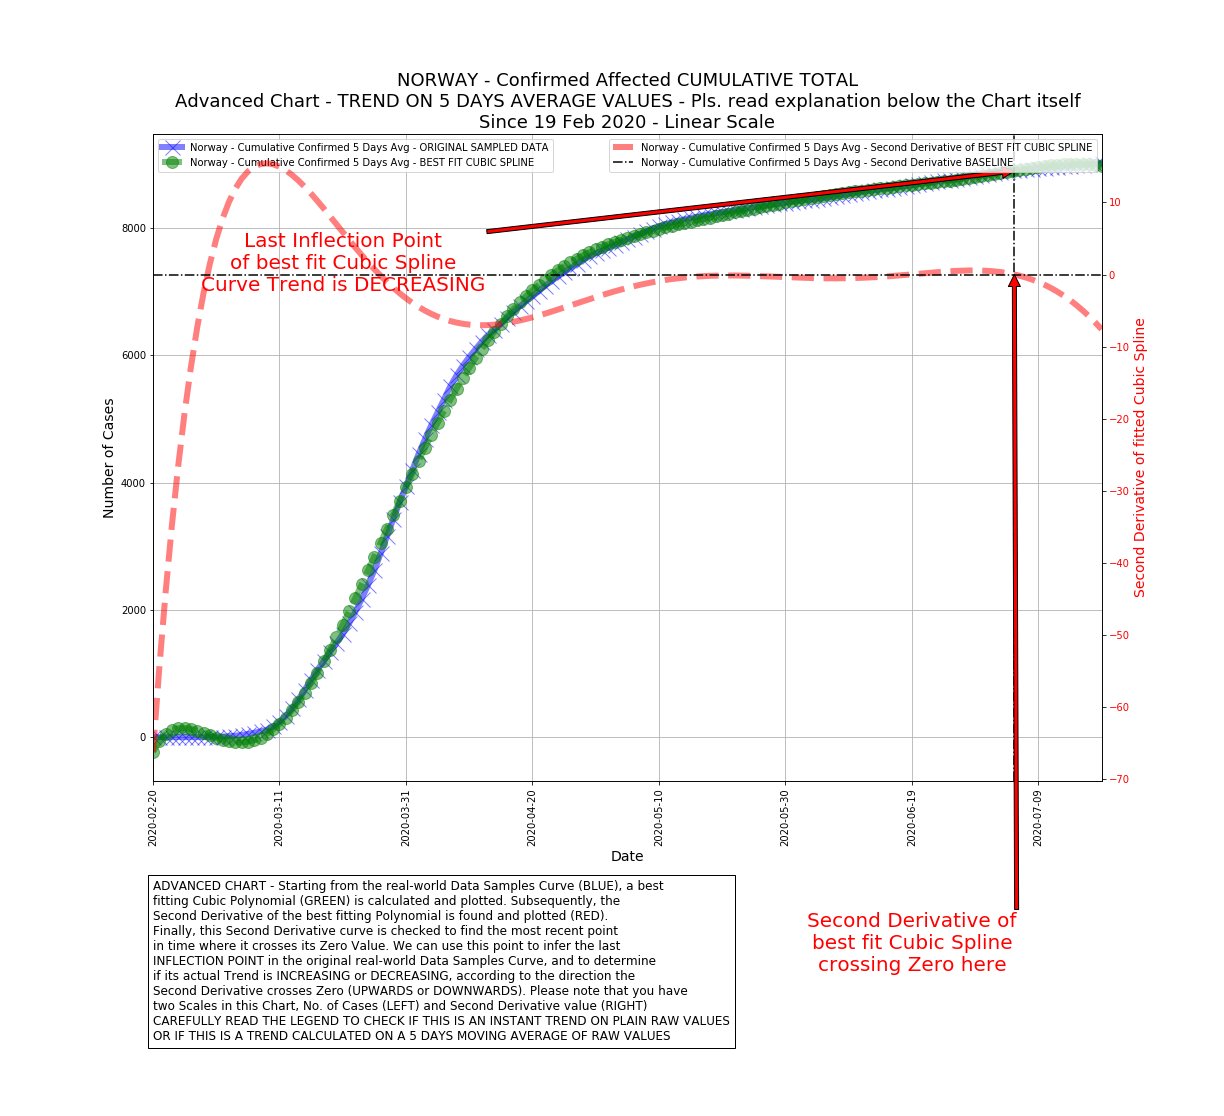 NORWAY - Confirmed Affected CUMULATIVE TOTAL
Advanced Chart - TREND ON 5 DAYS AVERAGE VALUES - Pls. read explanation below the Chart itself
Since 19 Feb 2020 - Linear Scale
Norway - Cumulative Confirmed 5 Days Avg - ORIGINAL SAMPLED DATA
Norway - Cumulative Confirmed 5 Days Avg - BEST FIT CUBIC SPLINE
Norway - Cumulative Confirmed 5 Days Avg - Second Derivative of BEST FIT CUBIC SPLINE
Norway - Cumulative Confirmed 5 Days Avg - Second Derivative BASELINE
Last Inflection Point
of best fit Cubic Spline
Curve Trend is DECREASING
Number of Cases
8000
6000
4000
2000
0
10
0
−10
−20
−30
−40
−50
−60
−70
Second Derivative of fitted Cubic Spline
2020-02-20
2020-03-11
2020-03-31
2020-04-20
2020-05-10
2020-05-30
2020-06-19
2020-07-09
Date
ADVANCED CHART - Starting from the real-world Data Samples Curve (BLUE), a best
fitting Cubic Polynomial (GREEN) is calculated and plotted. Subsequently, the
Second Derivative of the best fitting Polynomial is found and plotted (RED).
Finally, this Second Derivative curve is checked to find the most recent point
in time where it crosses its Zero Value. We can use this point to infer the last
INFLECTION POINT in the original real-world Data Samples Curve, and to determine
if its actual Trend is INCREASING or DECREASING, according to the direction the
Second Derivative crosses Zero (UPWARDS or DOWNWARDS). Please note that you have
two Scales in this Chart, No. of Cases (LEFT) and Second Derivative value (RIGHT)
CAREFULLY READ THE LEGEND TO CHECK IF THIS IS AN INSTANT TREND ON PLAIN RAW VALUES
OR IF THIS IS A TREND CALCULATED ON A 5 DAYS MOVING AVERAGE OF RAW VALUES
Second Derivative of
best fit Cubic Spline
crossing Zero here